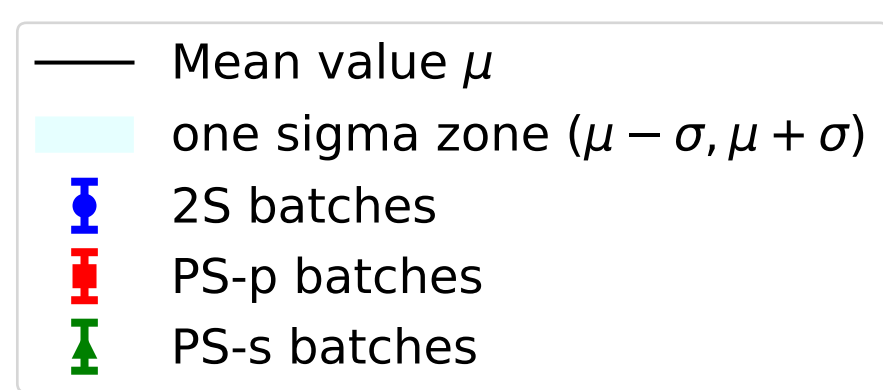 Mean value μ
one sigma zone (μ − σ, μ + σ)
2S batches
PS-p batches
PS-s batches